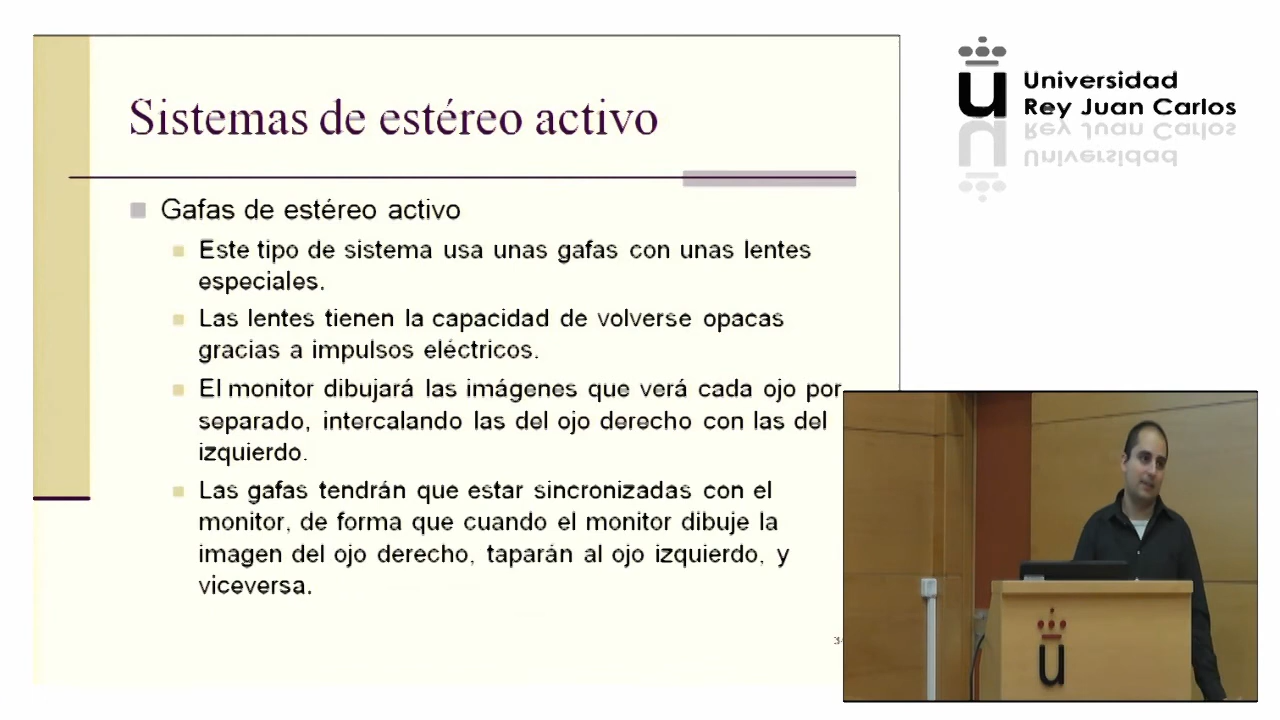 Sistemas de estéreo activo
Gafas de estéreo activo
Este tipo de sistema usa unas gafas con unas lentes
especiales.
Las lentes tienen la capacidad de volverse opacas
gracias a impulsos eléctricos.
El monitor dibujará las imágenes que verá cada ojo por
separado, intercalando las del ojo derecho con las del
izquierdo.
Las gafas tendrán que estar sincronizadas con el
monitor, de forma que cuando el monitor dibuje la
imagen del ojo derecho, taparán al ojo izquierdo, y
viceversa.
Universidad
Rey Juan Carlos